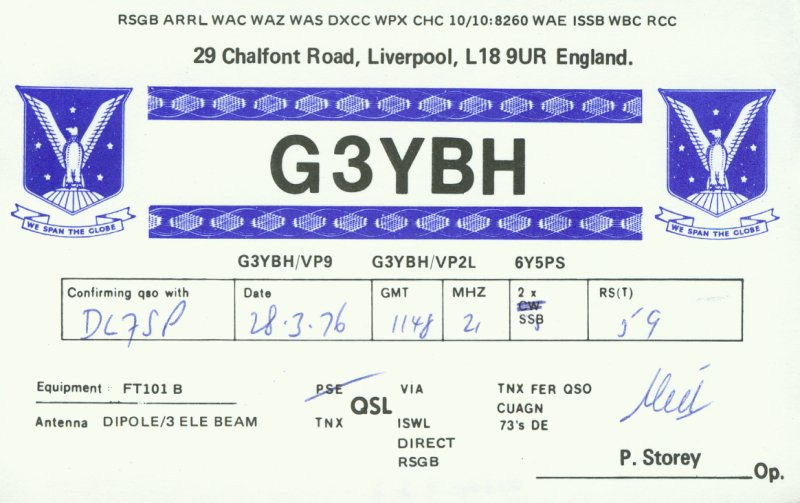 RSGB ARRL WAC WAZ WAS DXCC WPX CHC 10/10:8260 WAE ISSB WBC RCC
29 Chalfont Road, Liverpool, L18 9UR England.
G3YBH
WE SPAN THE GLOBE
WE SPAN THE GLOBE
G3YBH/VP9 G3YBH/VP2L 6Y5PS
Confirming qso with Date GMT MHZ 2 x RS(T)
CW
DL7SP 28.3.76 1148 21 SSB 59
Equipment FT101 B PSE VIA TNX FER QSO
QSL CUAGN
Antenna DIPOLE/3 ELE BEAM TNX ISWL 73's DE
DIRECT
RSGB P. Storey
Op.